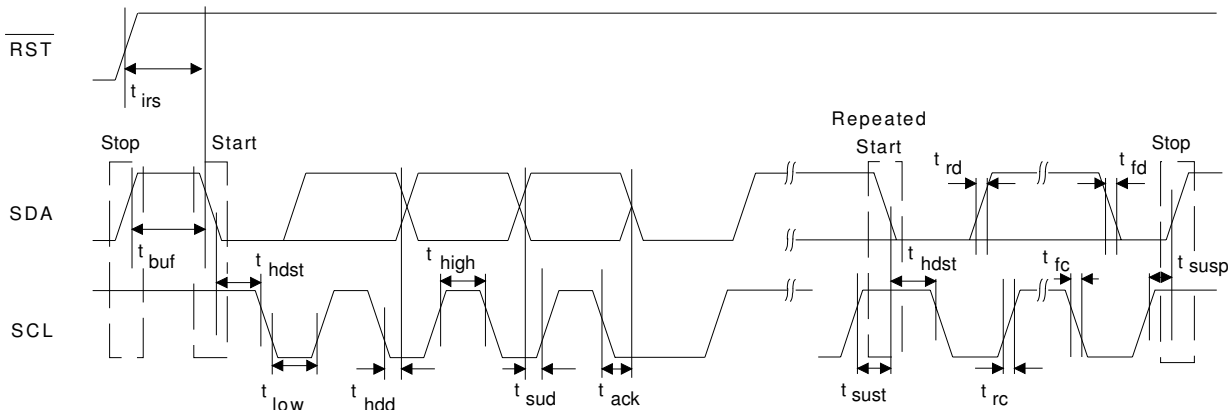 RST
t irs
Repeated
Stop Start Start Stop
t rd t fd
SDA
t buf t hdst t high t hdst t fc t susp
SCL
t low t hdd t sud t ack t sust t rc